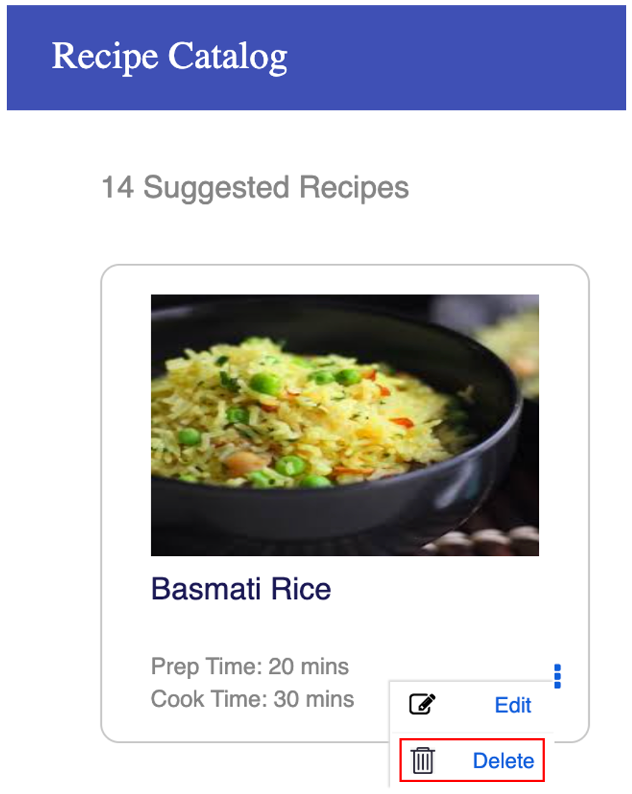 Recipe Catalog
14 Suggested Recipes
Basmati Rice
Prep Time: 20 mins
Cook Time: 30 mins
Edit
Delete